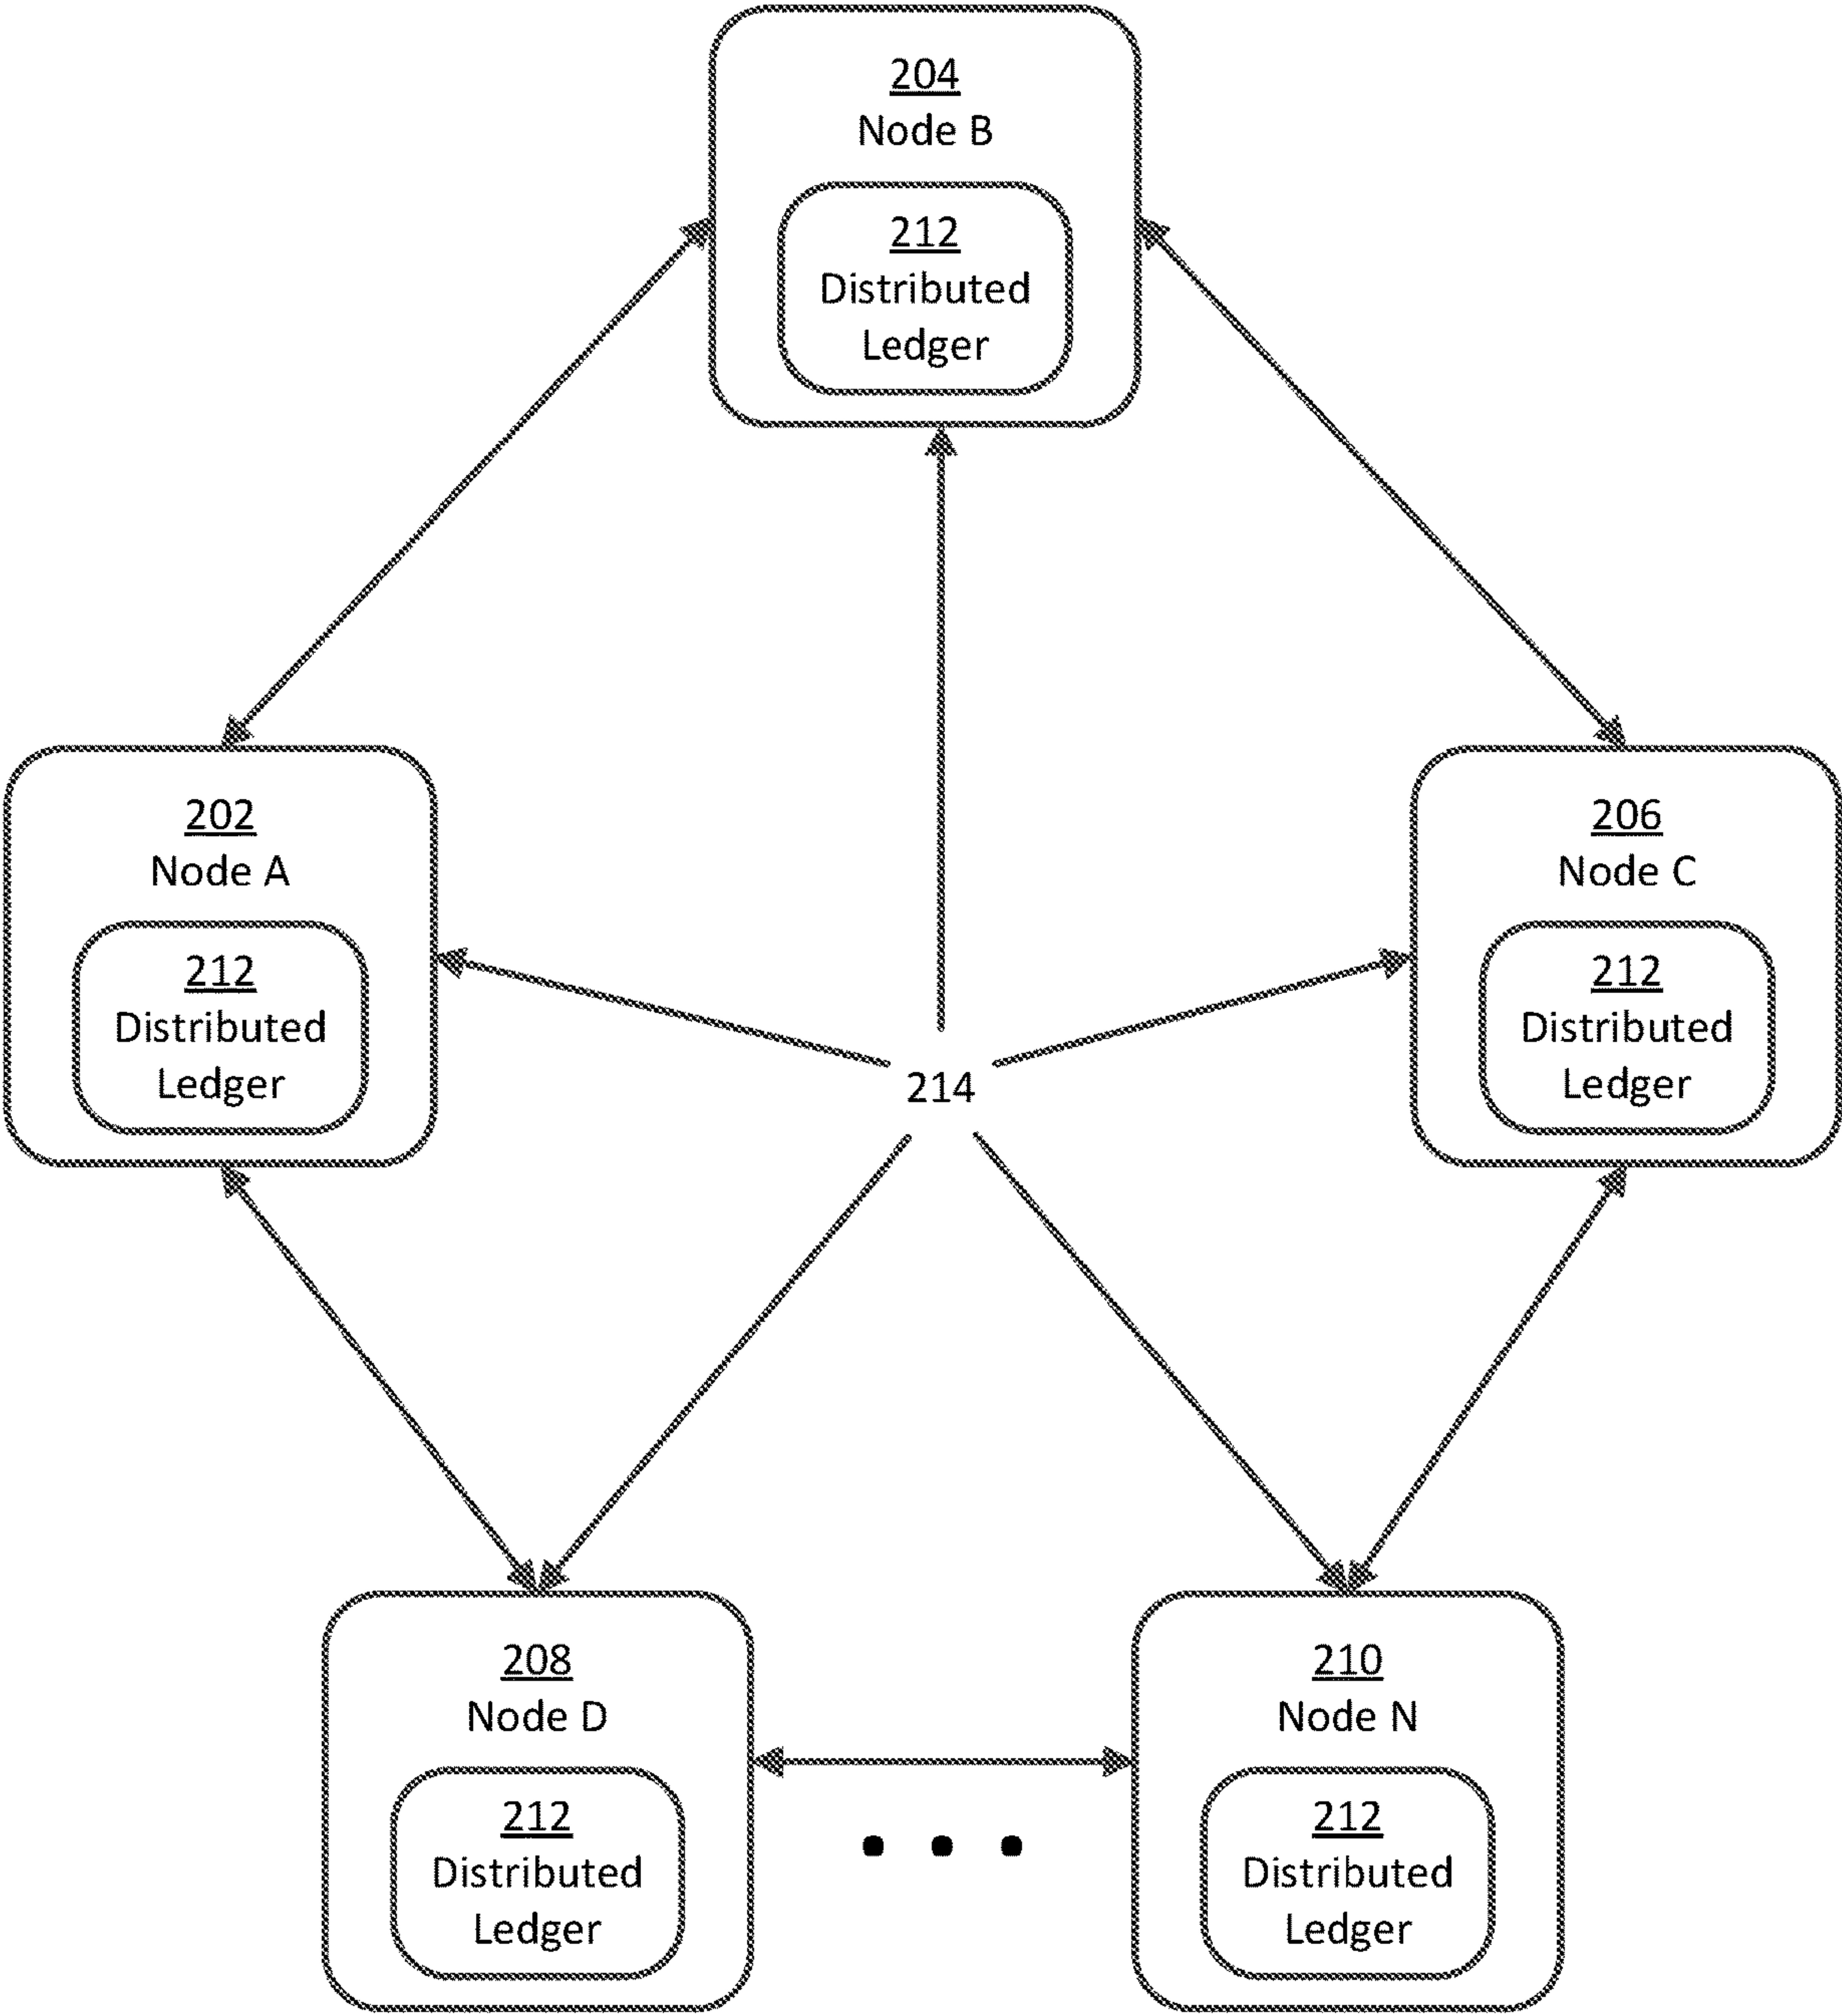 204
Node B
212
Distributed
Ledger
202
Node A
212
Distributed
Ledger
206
Node C
212
Distributed
Ledger
214
208
Node D
212
Distributed
Ledger
210
Node N
212
Distributed
Ledger